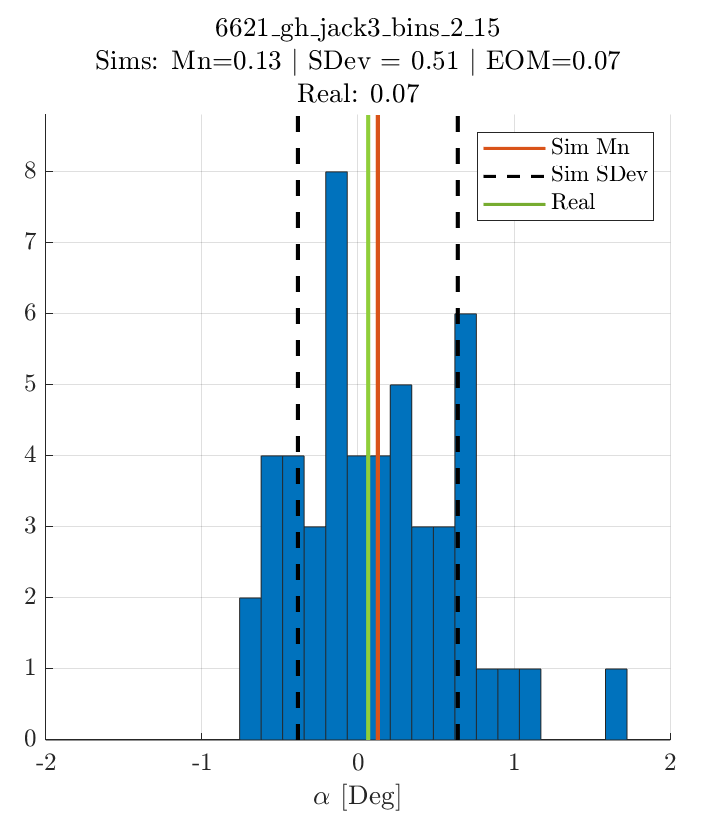 6621_gh_jack3_bins_2_15
Sims: Mn=0.13 | SDev = 0.51 | EOM=0.07
Real: 0.07
Sim Mn
Sim SDev
Real
8
7
6
5
4
3
2
1
0
-2
-1
0
1
2
α [Deg]